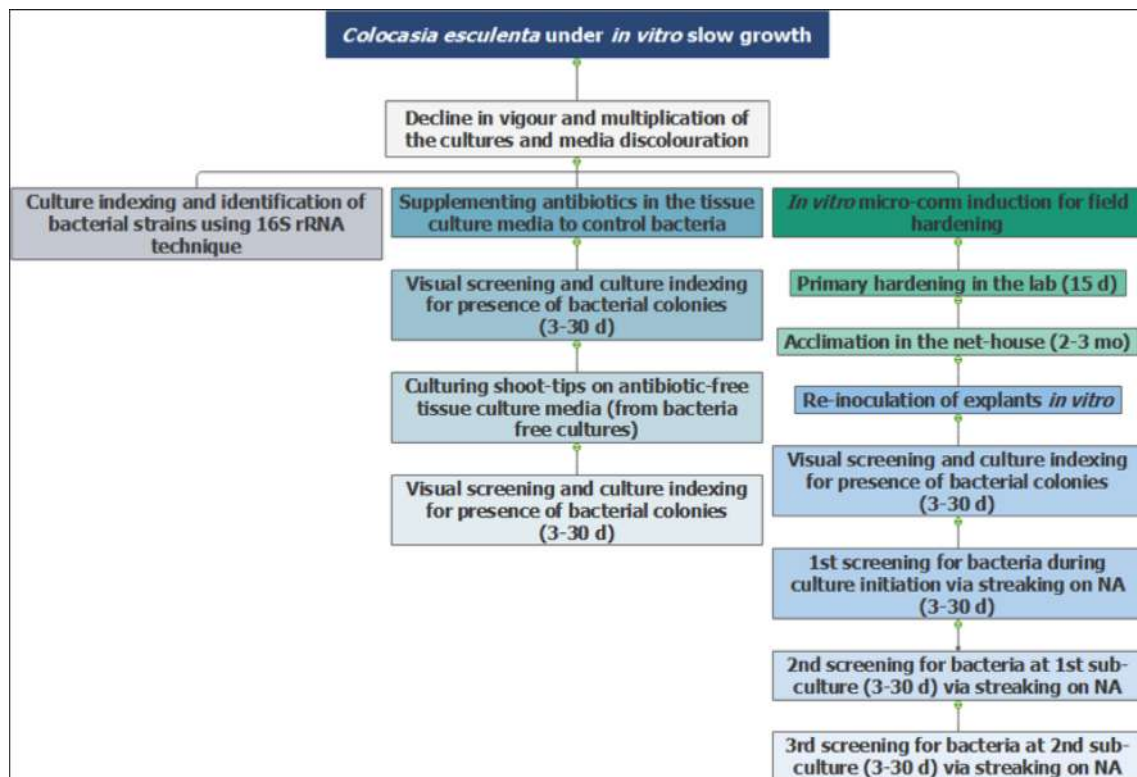 Colocasia esculenta under in vitro slow growth
Decline in vigour and multiplication of
the cultures and media discolouration
Culture indexing and identification of
bacterial strains using 16S rRNA
technique
Supplementing antibiotics in the tissue
culture media to control bacteria
Visual screening and culture indexing
for presence of bacterial colonies
(3-30 d)
Culturing shoot-tips on antibiotic-free
tissue culture media (from bacteria
free cultures)
Visual screening and culture indexing
for presence of bacterial colonies
(3-30 d)
In vitro micro-corm induction for field
hardening
Primary hardening in the lab (15 d)
Acclimation in the net-house (2-3 mo)
Re-inoculation of explants in vitro
Visual screening and culture indexing
for presence of bacterial colonies
(3-30 d)
1st screening for bacteria during
culture initiation via streaking on NA
(3-30 d)
2nd screening for bacteria at 1st sub-
culture (3-30 d) via streaking on NA
3rd screening for bacteria at 2nd sub-
culture (3-30 d) via streaking on NA